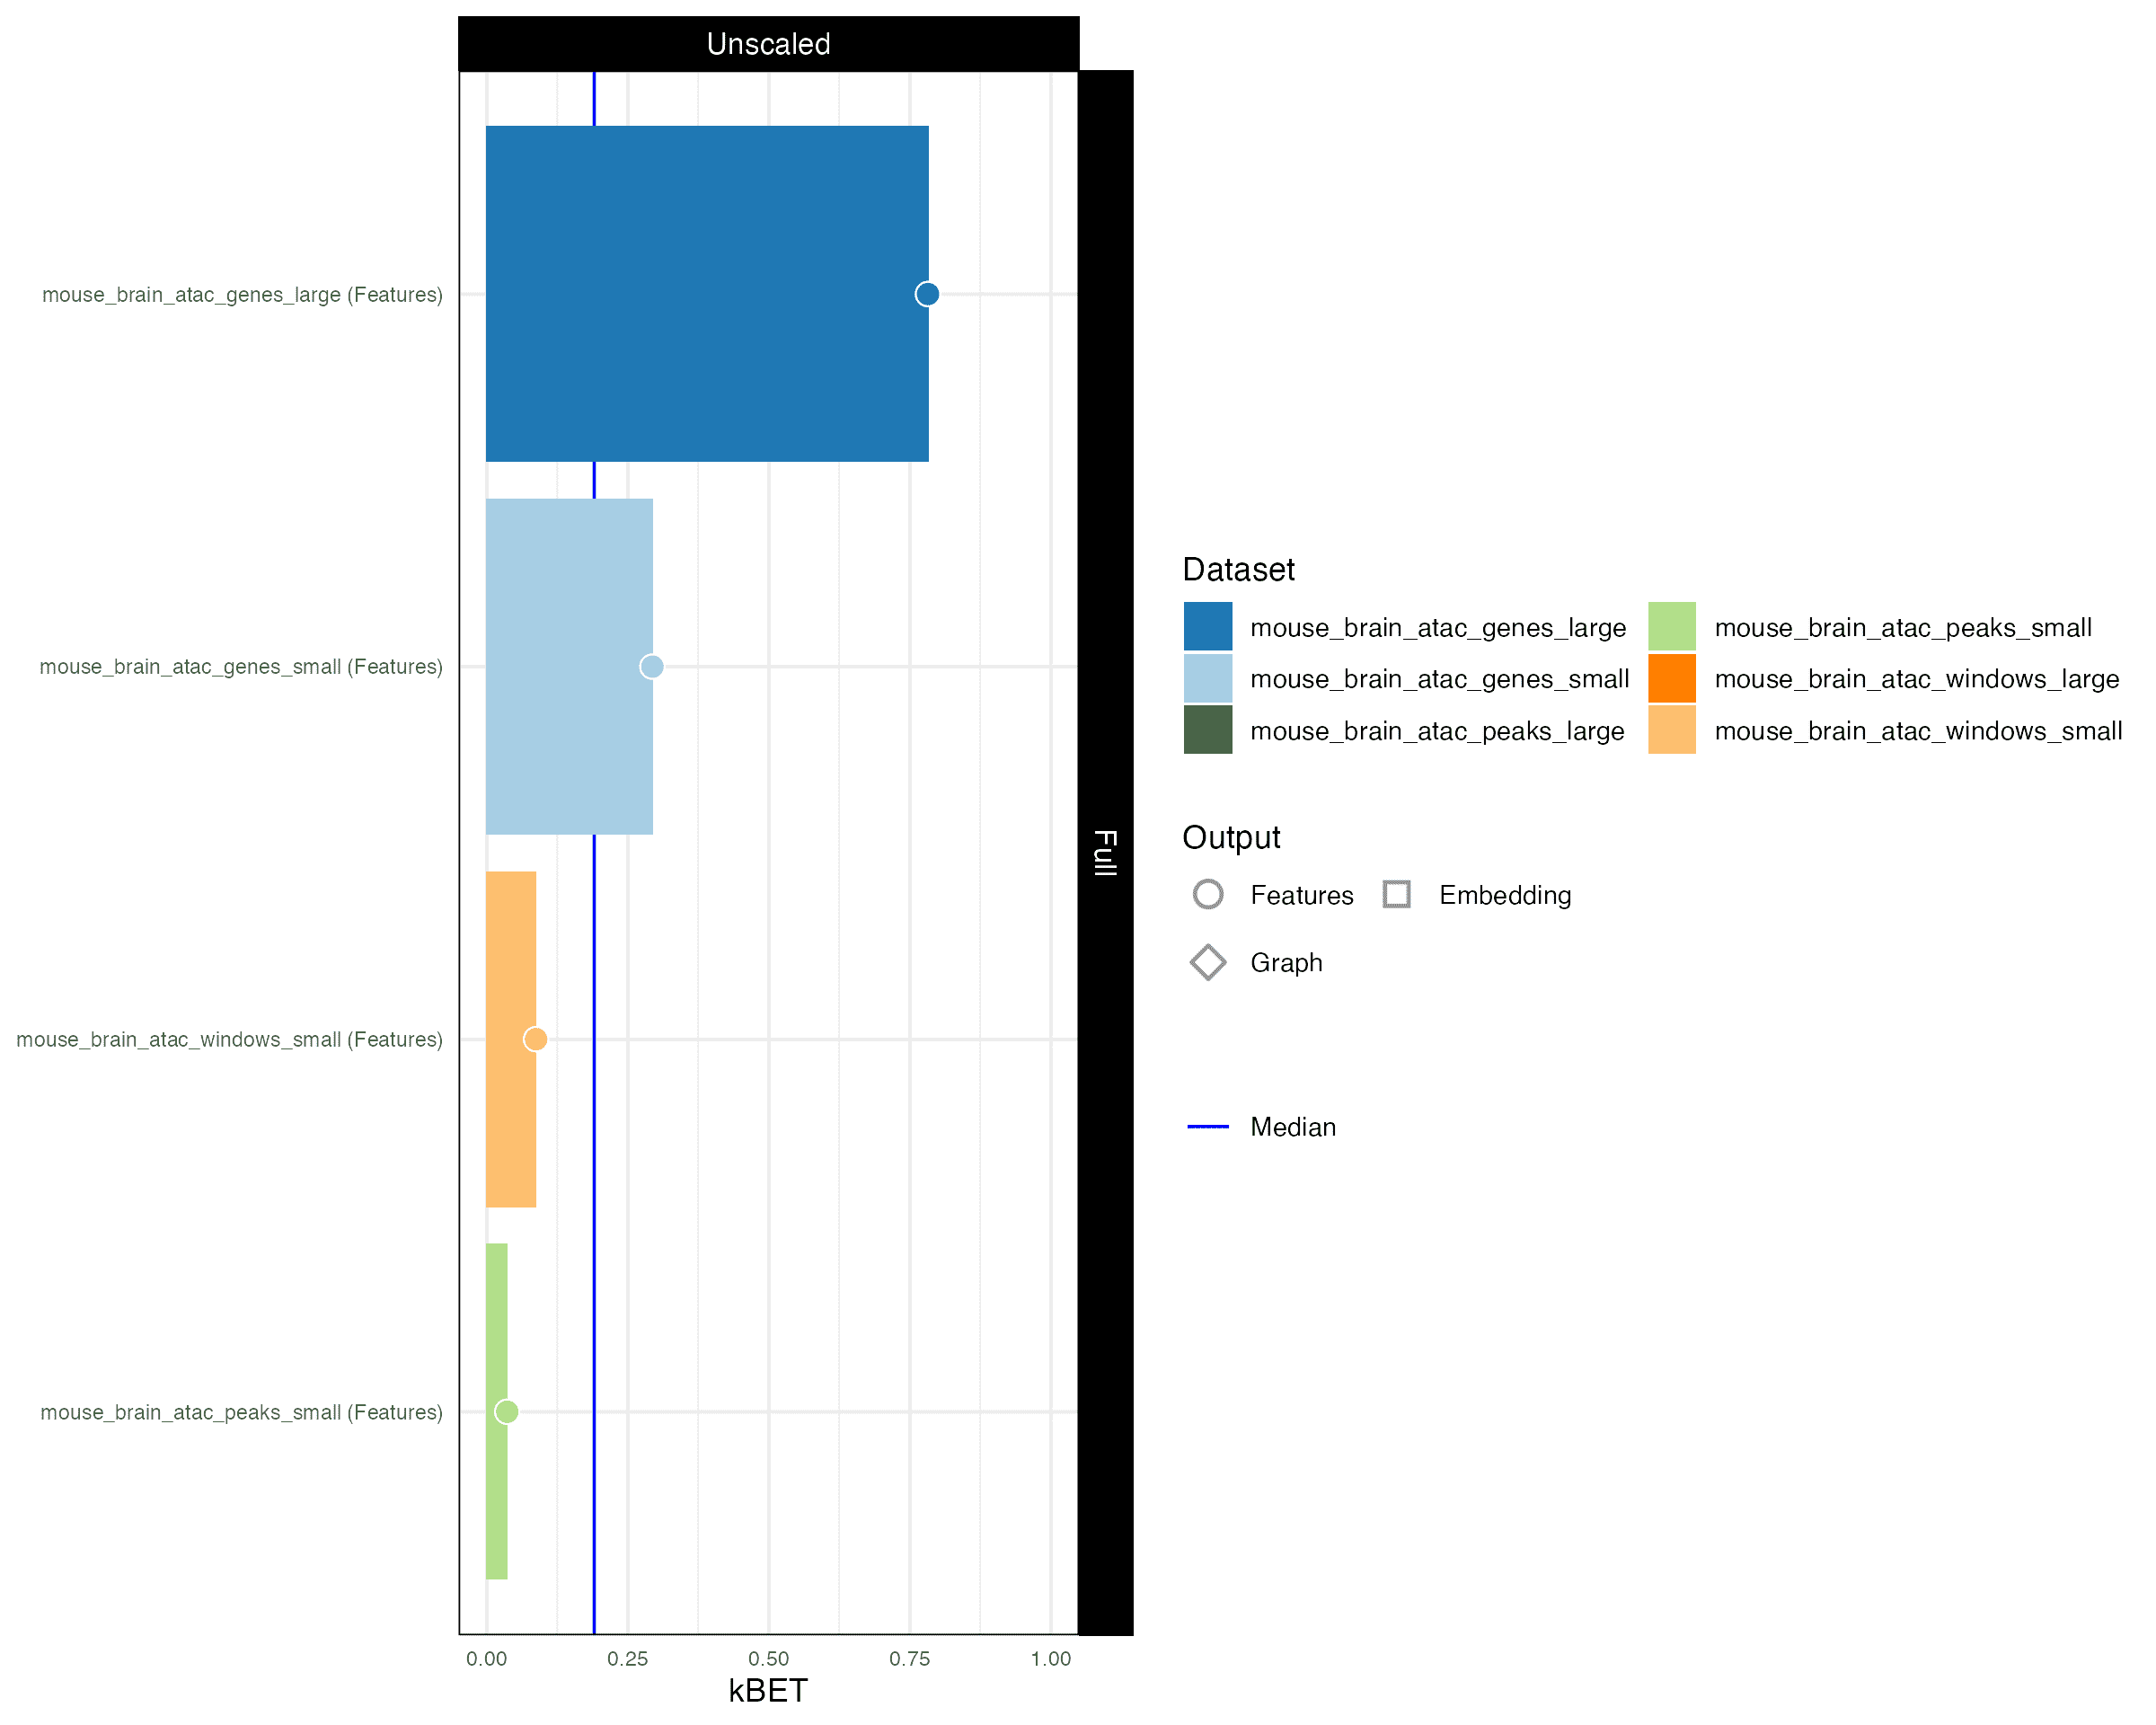 Unscaled
mouse_brain_atac_genes_large (Features)
mouse_brain_atac_genes_small (Features)
mouse_brain_atac_windows_small (Features)
mouse_brain_atac_peaks_small (Features)
0.00 0.25 0.50 0.75 1.00
kBET
Full
Dataset
mouse_brain_atac_genes_large mouse_brain_atac_peaks_small
mouse_brain_atac_genes_small mouse_brain_atac_windows_large
mouse_brain_atac_peaks_large mouse_brain_atac_windows_small
Output
Features Embedding
Graph
Median